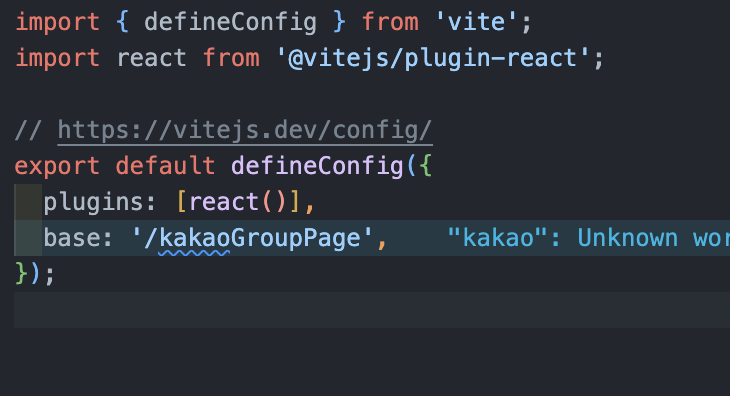 import { defineConfig } from 'vite';
import react from '@vitejs/plugin-react';
// https://vitejs.dev/config/
export default defineConfig({
plugins: [react()],
base: '/kakaoGroupPage', "kakao": Unknown wor
});